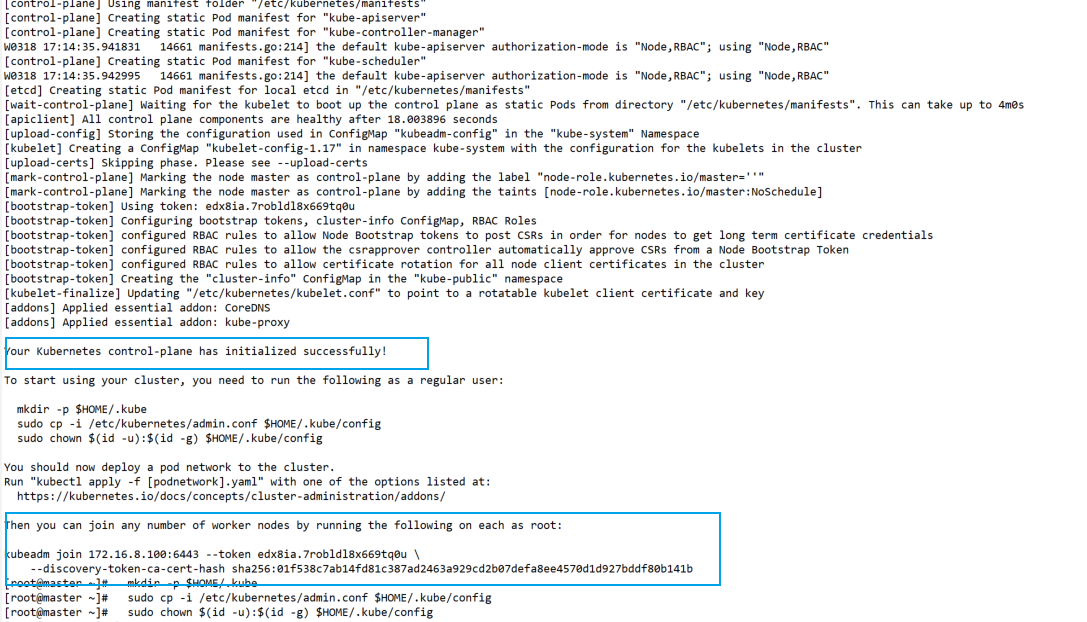 [control-plane] Using manifest folder "/etc/kubernetes/manifests"
[control-plane] Creating static Pod manifest for "kube-apiserver"
[control-plane] Creating static Pod manifest for "kube-controller-manager"
W0318 17:14:35.941831   14661 manifests.go:214] the default kube-apiserver authorization-mode is "Node,RBAC"; using "Node,RBAC"
[control-plane] Creating static Pod manifest for "kube-scheduler"
W0318 17:14:35.942995   14661 manifests.go:214] the default kube-apiserver authorization-mode is "Node,RBAC"; using "Node,RBAC"
[etcd] Creating static Pod manifest for local etcd in "/etc/kubernetes/manifests"
[wait-control-plane] Waiting for the kubelet to boot up the control plane as static Pods from directory "/etc/kubernetes/manifests". This can take up to 4m0s
[apiclient] All control plane components are healthy after 18.003896 seconds
[upload-config] Storing the configuration used in ConfigMap "kubeadm-config" in the "kube-system" Namespace
[kubelet] Creating a ConfigMap "kubelet-config-1.17" in namespace kube-system with the configuration for the kubelets in the cluster
[upload-certs] Skipping phase. Please see --upload-certs
[mark-control-plane] Marking the node master as control-plane by adding the label "node-role.kubernetes.io/master=''"
[mark-control-plane] Marking the node master as control-plane by adding the taints [node-role.kubernetes.io/master:NoSchedule]
[bootstrap-token] Using token: edx8ia.7robldl8x669tq0u
[bootstrap-token] Configuring bootstrap tokens, cluster-info ConfigMap, RBAC Roles
[bootstrap-token] configured RBAC rules to allow Node Bootstrap tokens to post CSRs in order for nodes to get long term certificate credentials
[bootstrap-token] configured RBAC rules to allow the csrapprover controller automatically approve CSRs from a Node Bootstrap Token
[bootstrap-token] configured RBAC rules to allow certificate rotation for all node client certificates in the cluster
[bootstrap-token] Creating the "cluster-info" ConfigMap in the "kube-public" namespace
[kubelet-finalize] Updating "/etc/kubernetes/kubelet.conf" to point to a rotatable kubelet client certificate and key
[addons] Applied essential addon: CoreDNS
[addons] Applied essential addon: kube-proxy
Your Kubernetes control-plane has initialized successfully!
To start using your cluster, you need to run the following as a regular user:
  mkdir -p $HOME/.kube
  sudo cp -i /etc/kubernetes/admin.conf $HOME/.kube/config
  sudo chown $(id -u):$(id -g) $HOME/.kube/config
You should now deploy a pod network to the cluster.
Run "kubectl apply -f [podnetwork].yaml" with one of the options listed at:
  https://kubernetes.io/docs/concepts/cluster-administration/addons/
Then you can join any number of worker nodes by running the following on each as root:
kubeadm join 172.16.8.100:6443 --token edx8ia.7robldl8x669tq0u \
    --discovery-token-ca-cert-hash sha256:01f538c7ab14fd81c387ad2463a929cd2b07defa8ee4570d1d927bddf80b141b
[root@master ~]#   mkdir -p $HOME/.kube
[root@master ~]#   sudo cp -i /etc/kubernetes/admin.conf $HOME/.kube/config
[root@master ~]#   sudo chown $(id -u):$(id -g) $HOME/.kube/config